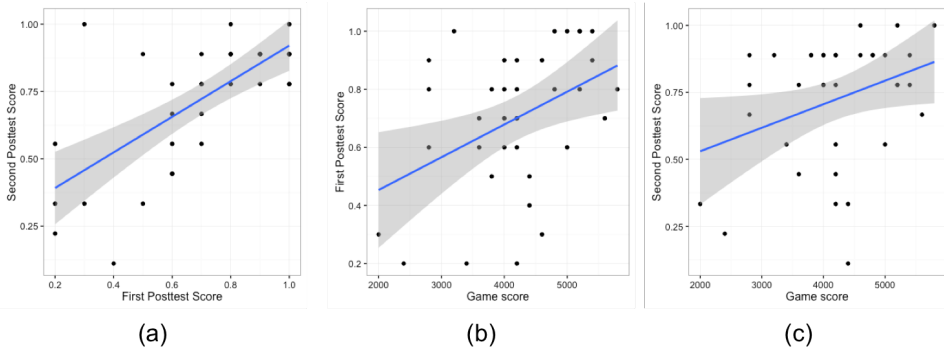 1.00
0.75
0.50
0.25
Second Posttest Score
0.2 0.4 0.6 0.8 1.0
First Posttest Score
(a)
1.0
0.8
0.6
0.4
0.2
First Posttest Score
2000 3000 4000 5000
Game score
(b)
1.00
0.75
0.50
0.25
Second Posttest Score
2000 3000 4000 5000
Game score
(c)